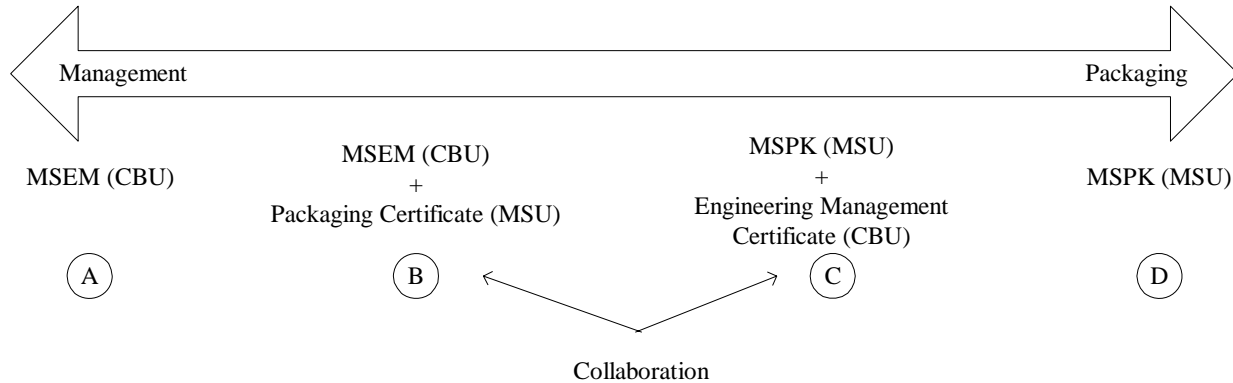 Management
Packaging
MSEM (CBU)
MSEM (CBU)
+
Packaging Certificate (MSU)
MSPK (MSU)
+
Engineering Management
Certificate (CBU)
MSPK (MSU)
A
B
C
D
Collaboration